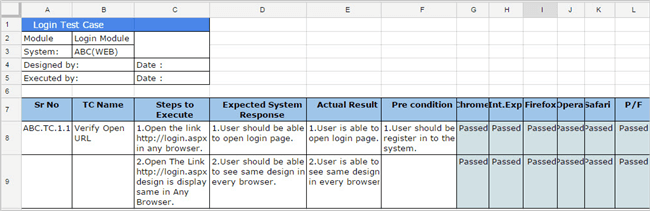 A B C D E F G H I J K L
1 Login Test Case
2 Module Login Module
3 System: ABC(WEB)
4 Designed by: Date :
5 Executed by: Date :
6
7 Sr No TC Name Steps to Execute Expected System Response Actual Result Pre condition Chrome Int.Exp Firefox Opera Safari P/F
8 ABC.TC.1.1 Verify Open URL 1.Open the link http://login.aspx in any browser. 1.User should be able to open login page. 1.User is able to open login page. 1.User should be register in to the system. Passed Passed Passed Passed Passed Passed
9 2.Open The Link http://login.aspx design is display same in Any Browser. 2.User should be able to see same design in every browser. 2.User is able to see same design in every browser Passed Passed Passed Passed Passed Passed